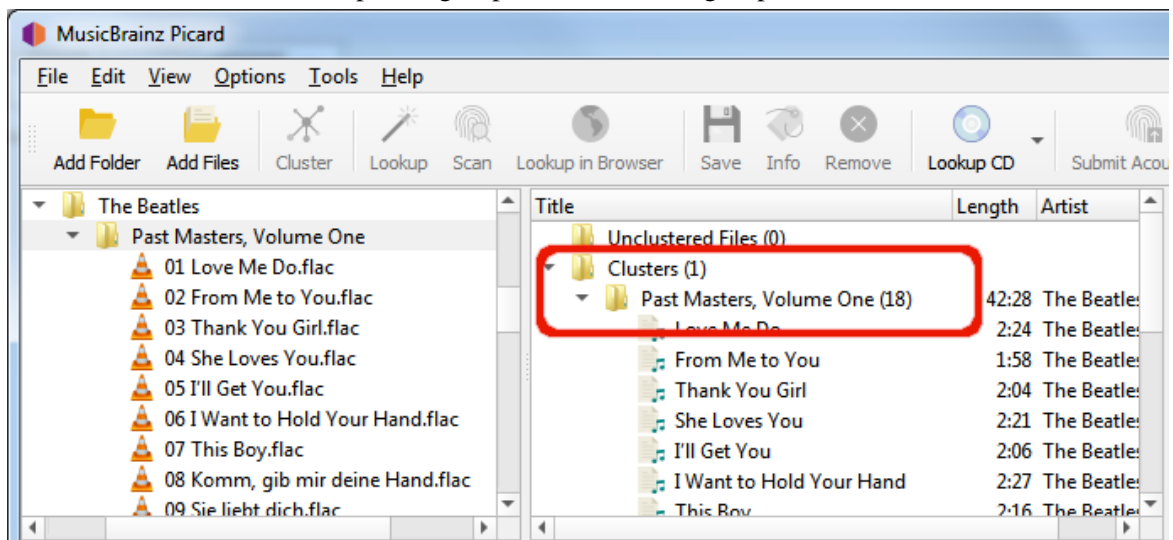 MusicBrainz Picard
File Edit View Options Tools Help
Add Folder Add Files Cluster Lookup Scan Lookup in Browser Save Info Remove Lookup CD Submit Acou
The Beatles
Past Masters, Volume One
01 Love Me Do.flac
02 From Me to You.flac
03 Thank You Girl.flac
04 She Loves You.flac
05 I'll Get You.flac
06 I Want to Hold Your Hand.flac
07 This Boy.flac
08 Komm, gib mir deine Hand.flac
09 Sie liebt dich.flac
Title Length Artist
Unclustered Files (0)
Clusters (1)
Past Masters, Volume One (18) 42:28 The Beatles
Love Me Do 2:24 The Beatles
From Me to You 1:58 The Beatles
Thank You Girl 2:04 The Beatles
She Loves You 2:21 The Beatles
I'll Get You 2:06 The Beatles
I Want to Hold Your Hand 2:27 The Beatles
This Boy 2:16 The Beatles